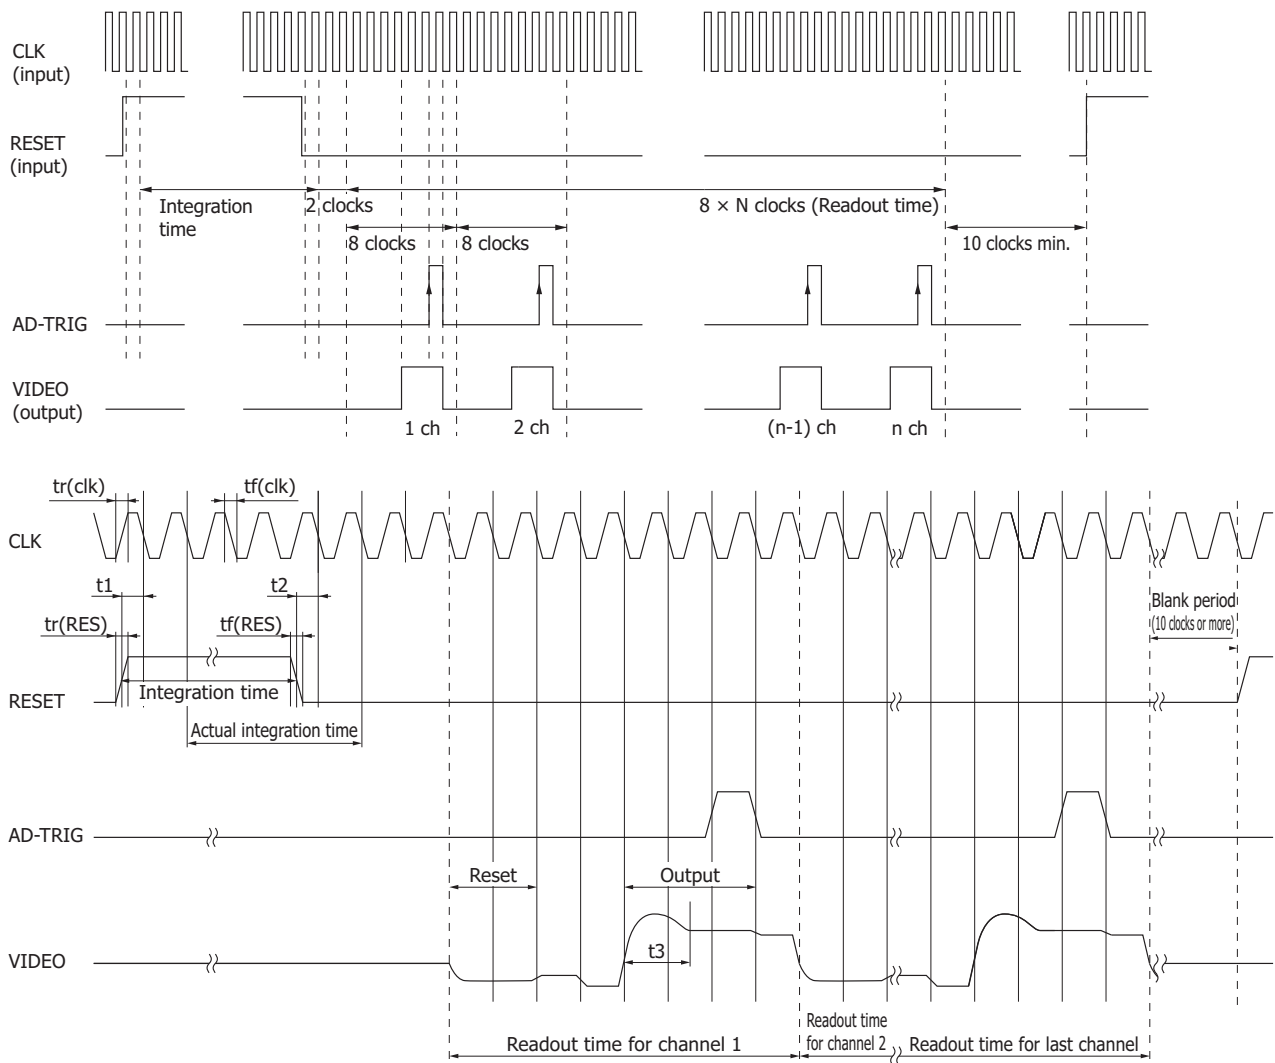 CLK
(input)
RESET
(input)
Integration
time
2 clocks
8 × N clocks (Readout time)
8 clocks
8 clocks
10 clocks min.
AD-TRIG
VIDEO
(output)
1 ch
2 ch
(n-1) ch
n ch
tr(clk)
tf(clk)
CLK
t1
t2
Blank period
(10 clocks or more)
tr(RES)
tf(RES)
Integration time
RESET
Actual integration time
AD-TRIG
Reset
Output
t3
VIDEO
Readout time for channel 1
Readout time
for channel 2
Readout time for last channel